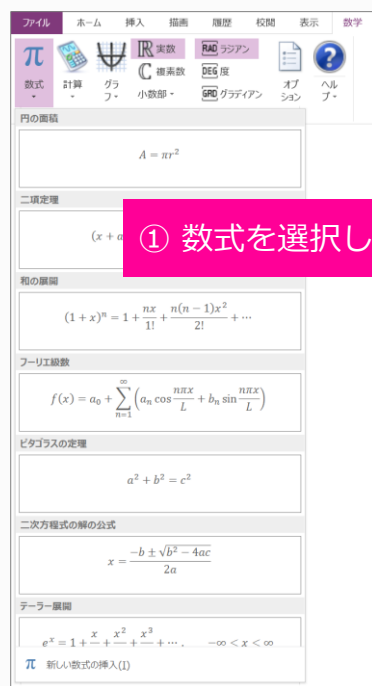 ファイル ホーム 挿入 描画 履歴 校閲 表示 数学
π ℝ 実数 RAD ラジアン
ℂ 複素数 DEG 度
数式 計算 グラフ 小数部 GRD グラディアン オプション ヘルプ
円の面積
A = πr²
二項定理
(x + a
① 数式を選択し
和の展開
(1 + x)ⁿ = 1 + nx/1! + n(n − 1)x²/2! + ⋯
フーリエ級数
f(x) = a₀ + ∑_{n=1}^{∞} (aₙ cos nπx/L + bₙ sin nπx/L)
ピタゴラスの定理
a² + b² = c²
二次方程式の解の公式
x = (−b ± √(b² − 4ac))/2a
テーラー展開
eˣ = 1 + x + x² + x³ + ⋯ , −∞ < x < ∞
π 新しい数式の挿入(I)